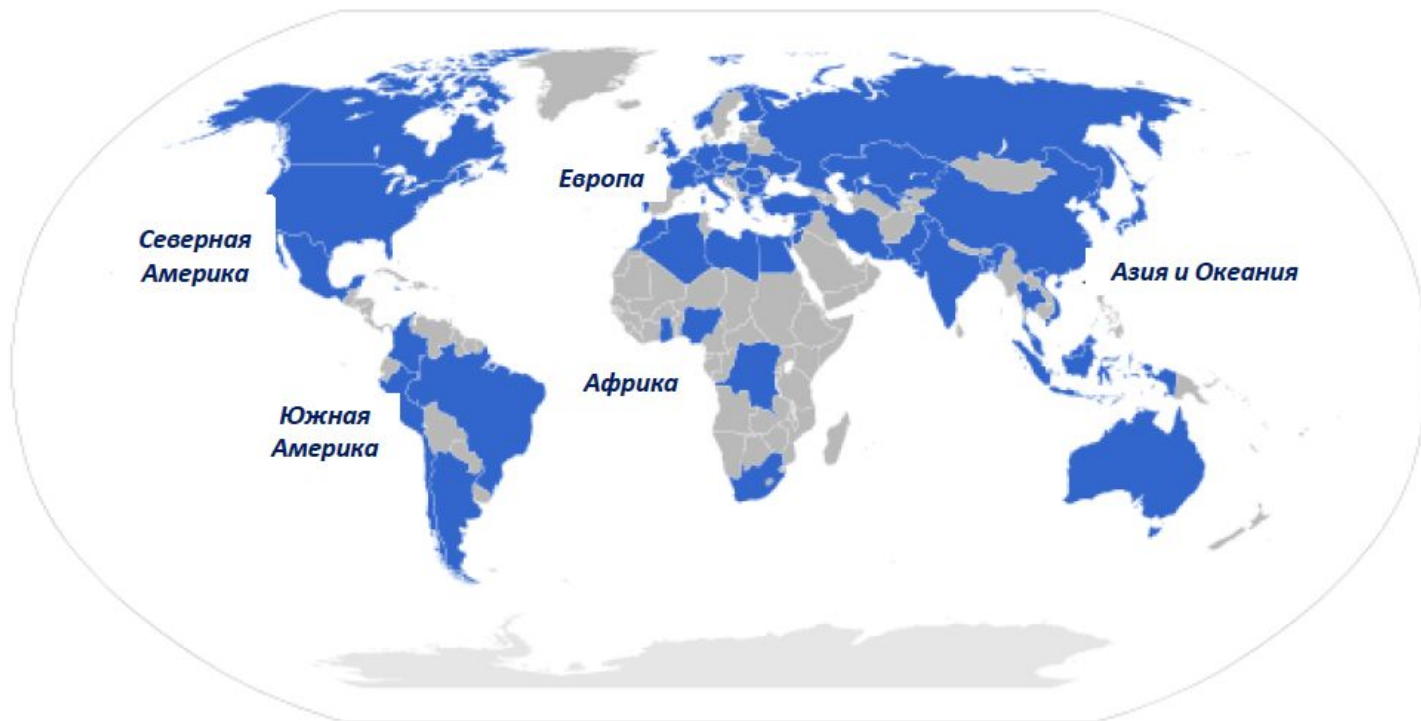 Европа
Северная
Америка
Азия и Океания
Африка
Южная
Америка